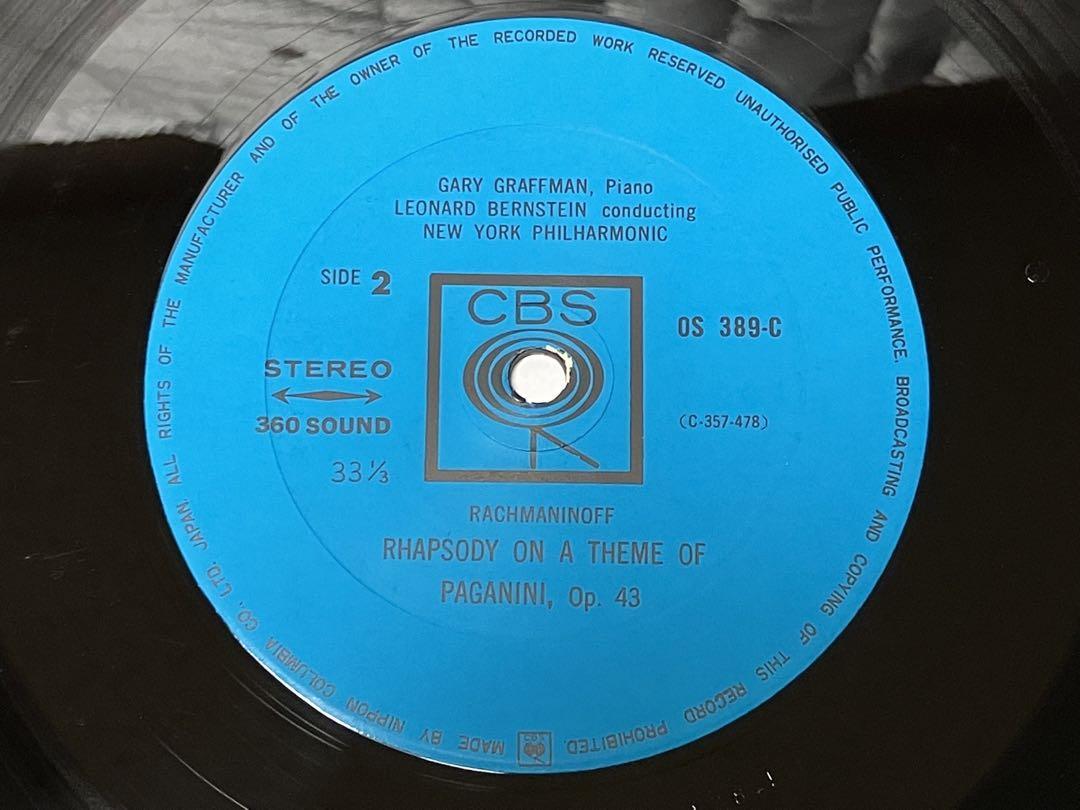 GARY GRAFFMAN, Piano
LEONARD BERNSTEIN conducting
NEW YORK PHILHARMONIC
SIDE 2
CBS
OS 389-C
STEREO
360 SOUND
(C-357-478)
33 ⅓
RACHMANINOFF
RHAPSODY ON A THEME OF
PAGANINI, Op. 43
MADE BY NIPPON COLUMBIA CO., LTD. JAPAN. ALL RIGHTS OF THE MANUFACTURER AND OF THE OWNER OF THE RECORDED WORK RESERVED UNAUTHORISED PUBLIC PERFORMANCE. BROADCASTING AND COPYING OF THIS RECORD PROHIBITED.